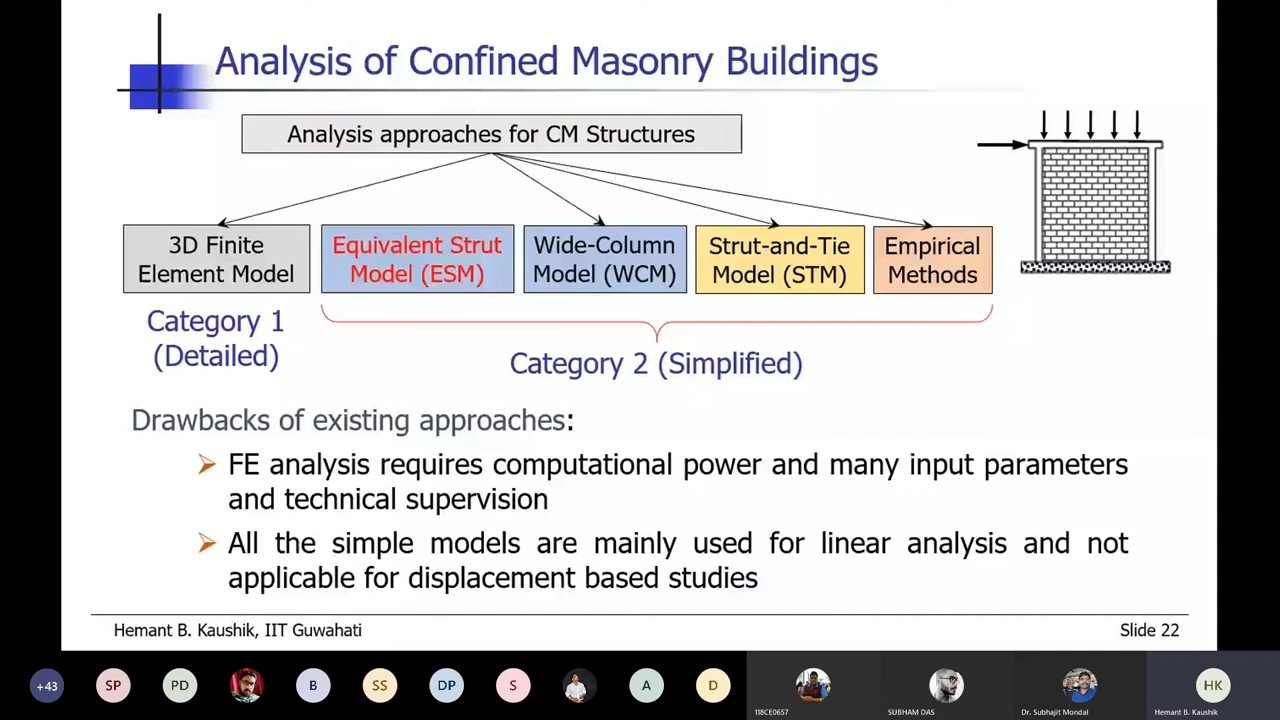 Analysis of Confined Masonry Buildings
Analysis approaches for CM Structures
3D Finite
Element Model
Equivalent Strut
Model (ESM)
Wide-Column
Model (WCM)
Strut-and-Tie
Model (STM)
Empirical
Methods
Category 1
(Detailed)
Category 2 (Simplified)
Drawbacks of existing approaches:
FE analysis requires computational power and many input parameters
and technical supervision
All the simple models are mainly used for linear analysis and not
applicable for displacement based studies
Hemant B. Kaushik, IIT Guwahati
Slide 22
+43
SP
PD
B
SS
DP
S
A
D
HK
118CE0657
SUBHAM DAS
Dr. Subhajit Mondal
Hemant B. Kaushik